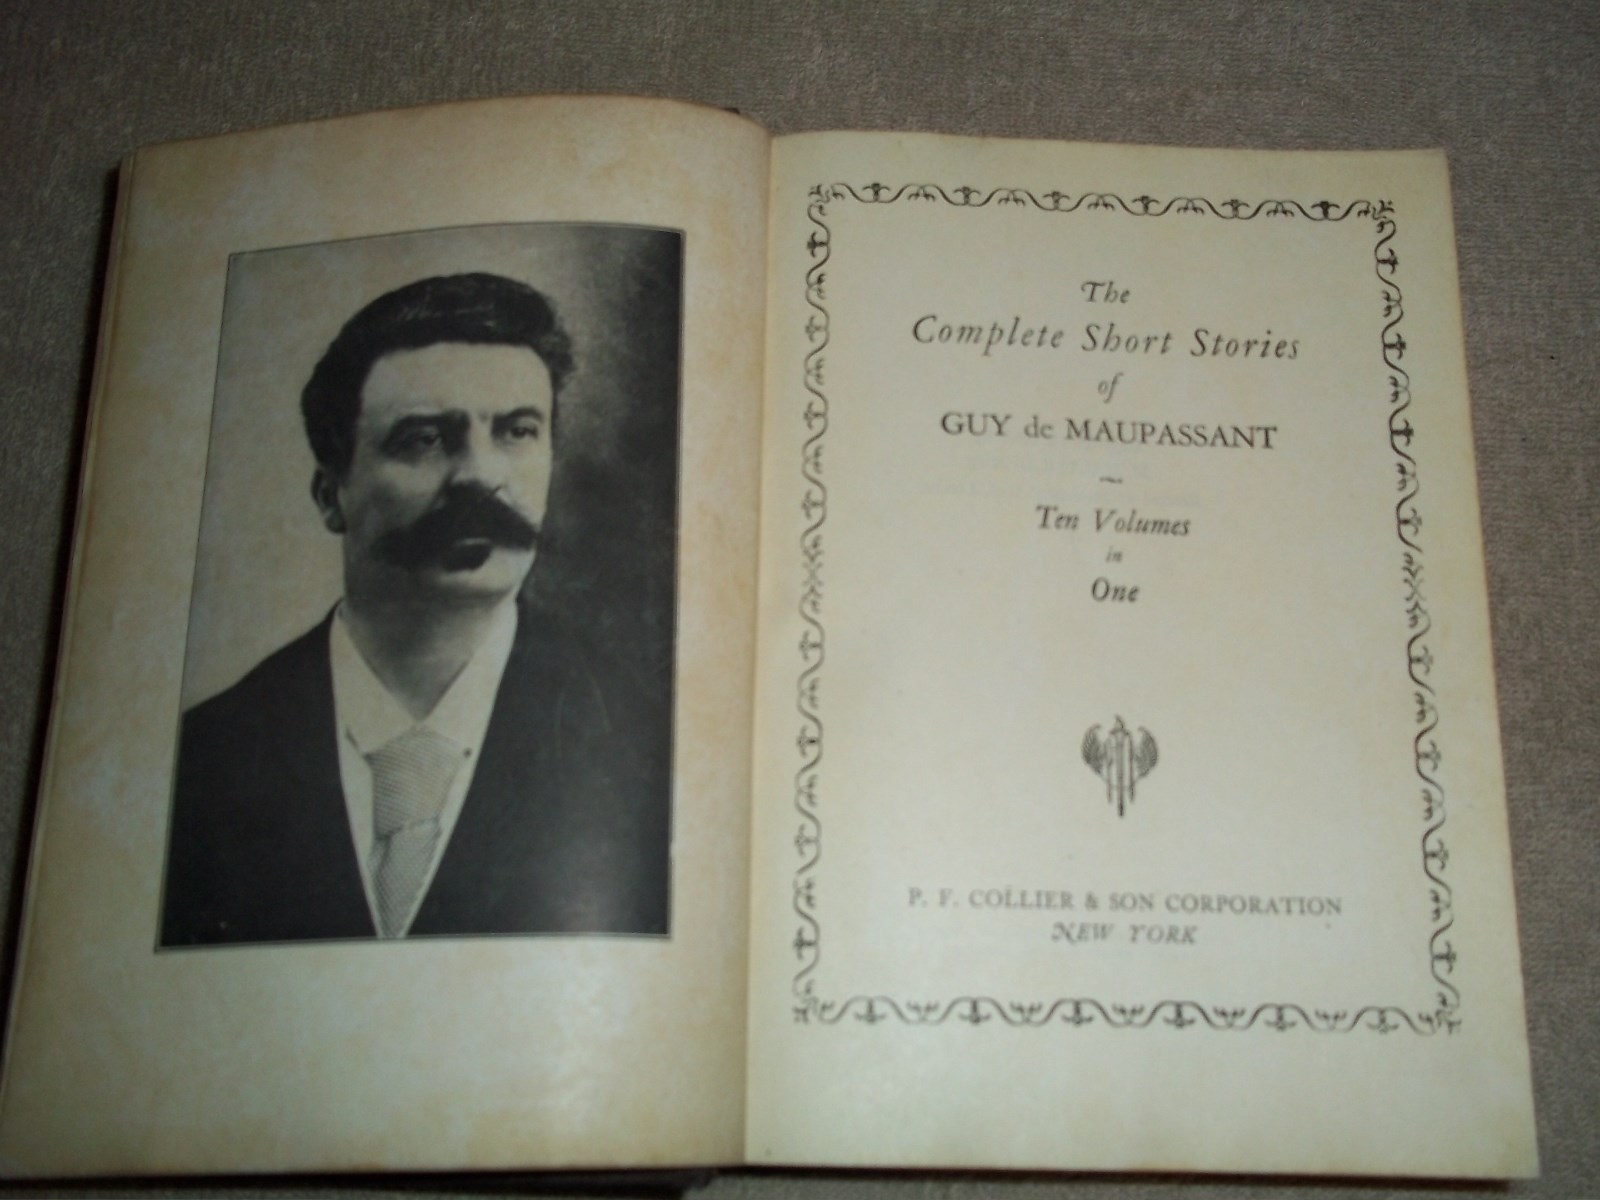 The
Complete Short Stories
of
GUY de MAUPASSANT
~
Ten Volumes
in
One
P. F. COLLIER & SON CORPORATION
NEW YORK